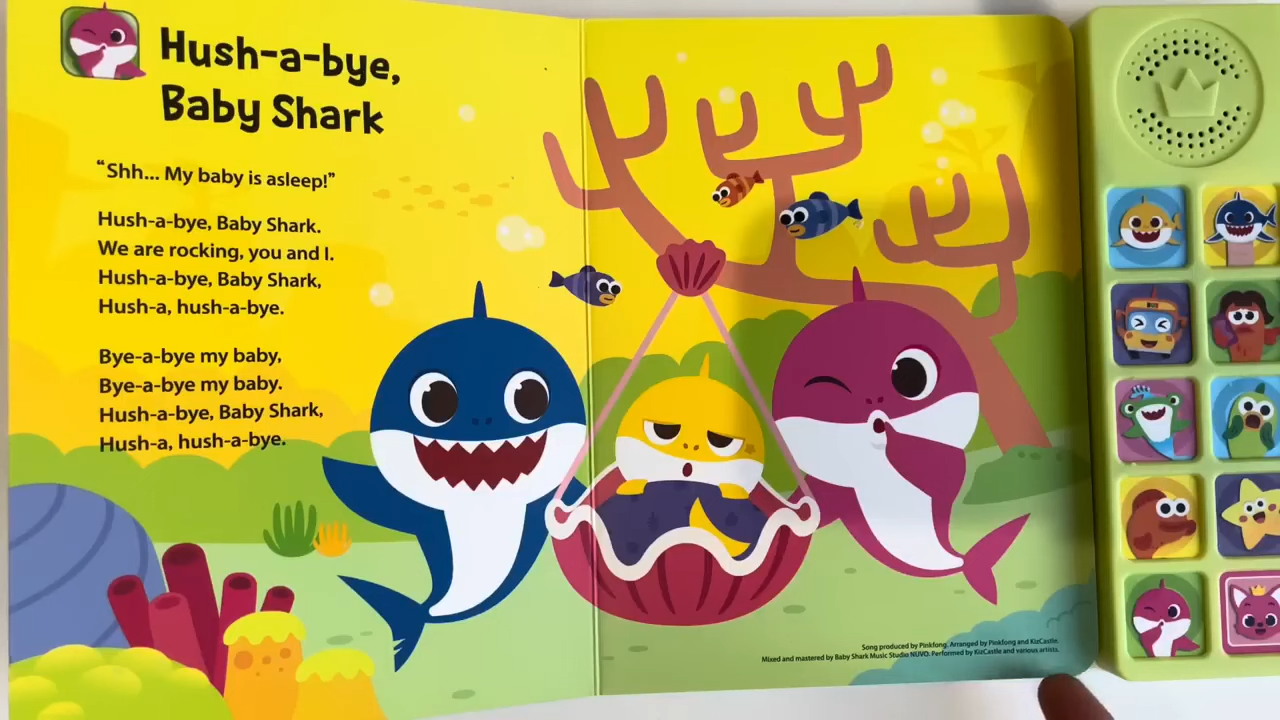 Hush-a-bye,
Baby Shark
“Shh... My baby is asleep!”
Hush-a-bye, Baby Shark.
We are rocking, you and I.
Hush-a-bye, Baby Shark,
Hush-a, hush-a-bye.
Bye-a-bye my baby,
Bye-a-bye my baby.
Hush-a-bye, Baby Shark,
Hush-a, hush-a-bye.
Song produced by Pinkfong. Arranged by Pinkfong and KizCastle.
Mixed and mastered by Baby Shark Music Studio NUVO. Performed by KizCastle and various artists.
BUS